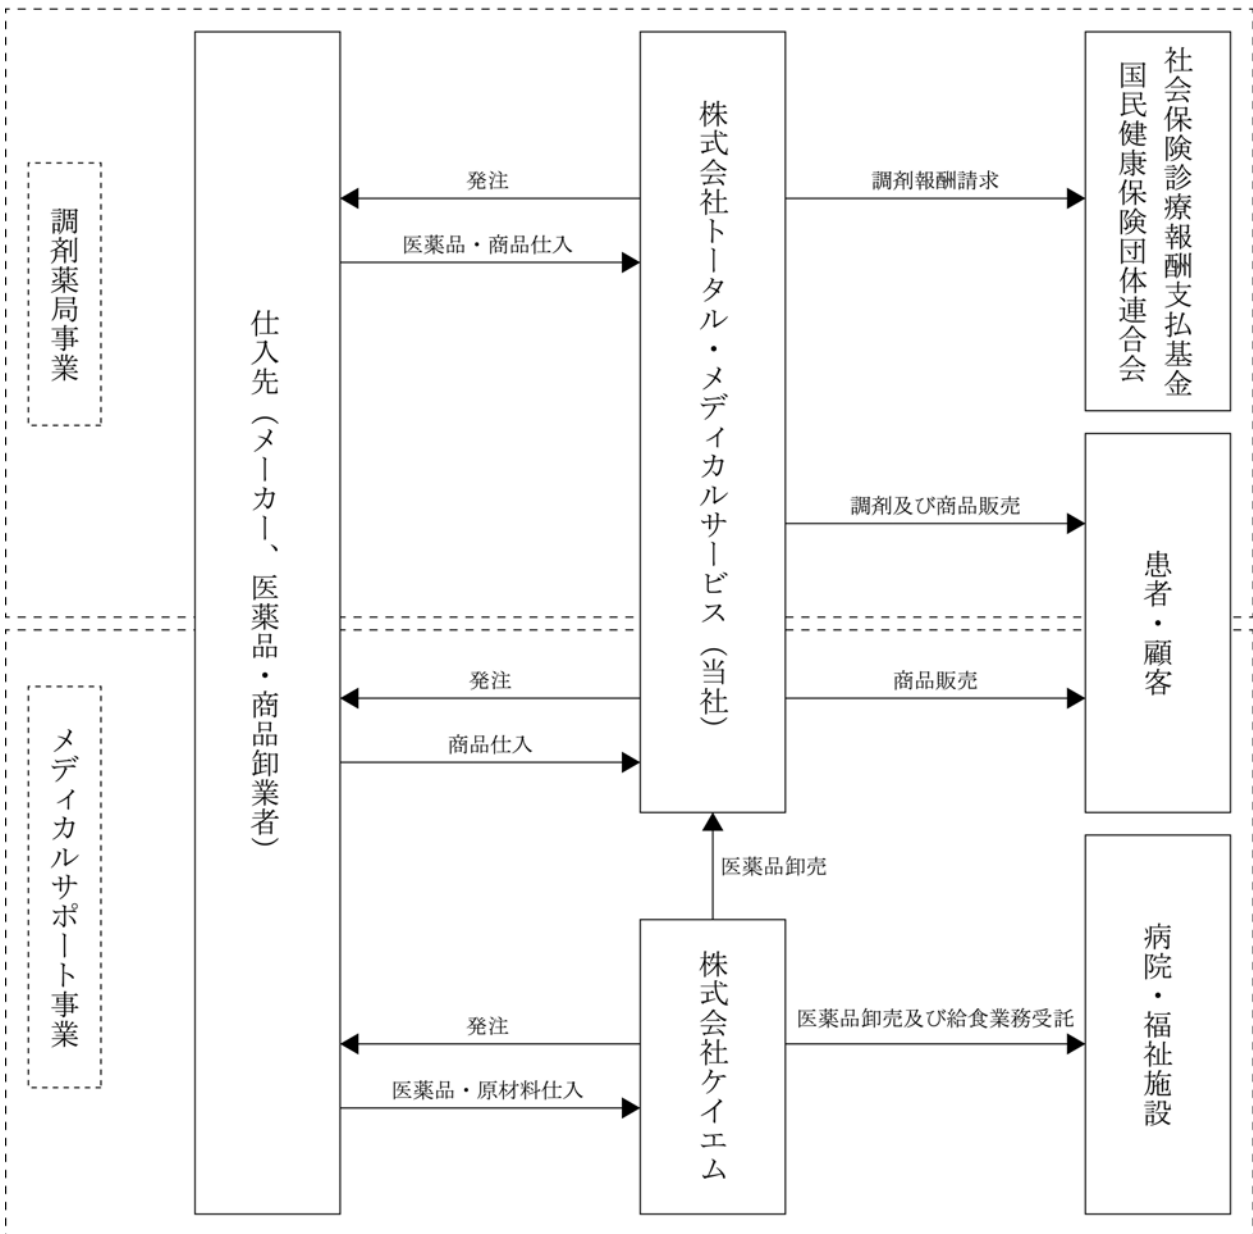 調剤薬局事業
メディカルサポート事業
仕入先（メーカー、医薬品・商品卸業者）
発注
医薬品・商品仕入
発注
商品仕入
発注
医薬品・原材料仕入
株式会社トータル・メディカルサービス（当社）
医薬品卸売
株式会社ケイエム
調剤報酬請求
調剤及び商品販売
商品販売
医薬品卸売及び給食業務受託
社会保険診療報酬支払基金
国民健康保険団体連合会
患者・顧客
病院・福祉施設